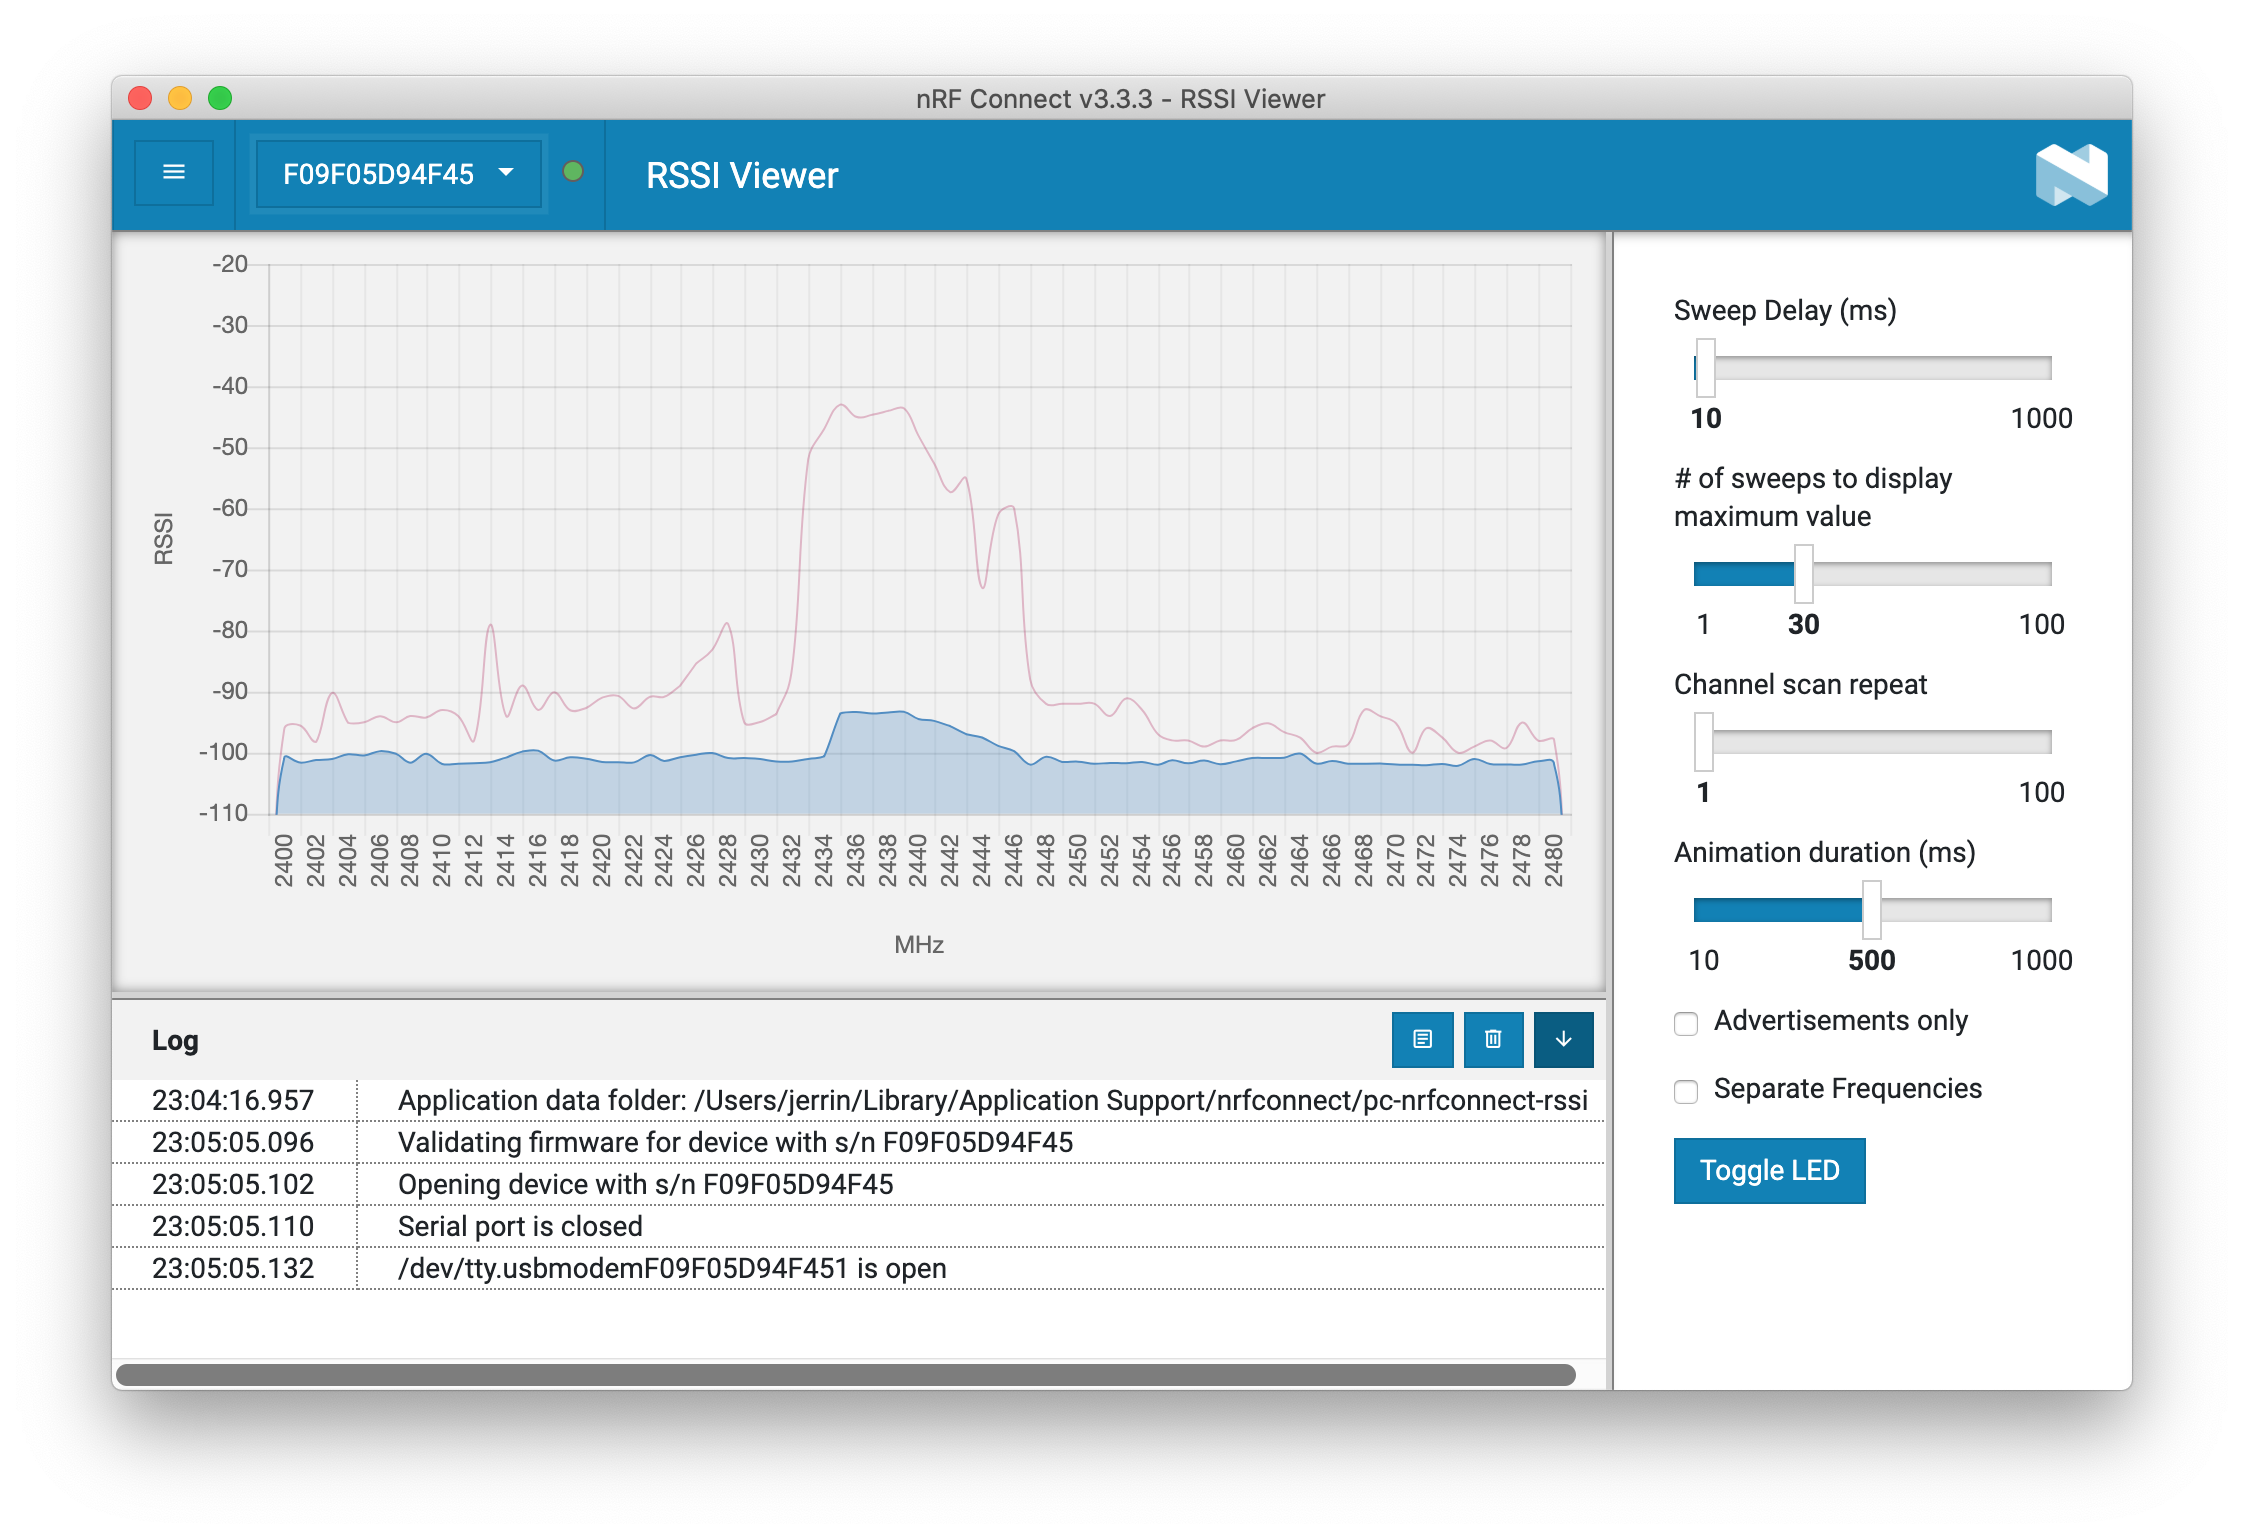 nRF Connect v3.3.3 - RSSI Viewer
F09F05D94F45
RSSI Viewer
-20
-30
-40
-50
-60
-70
-80
-90
-100
-110
RSSI
2400 2402 2404 2406 2408 2410 2412 2414 2416 2418 2420 2422 2424 2426 2428 2430 2432 2434 2436 2438 2440 2442 2444 2446 2448 2450 2452 2454 2456 2458 2460 2462 2464 2466 2468 2470 2472 2474 2476 2478 2480
MHz
Sweep Delay (ms)
10 1000
# of sweeps to display
maximum value
1 30 100
Channel scan repeat
1 100
Animation duration (ms)
10 500 1000
Advertisements only
Separate Frequencies
Toggle LED
Log
23:04:16.957 Application data folder: /Users/jerrin/Library/Application Support/nrfconnect/pc-nrfconnect-rssi
23:05:05.096 Validating firmware for device with s/n F09F05D94F45
23:05:05.102 Opening device with s/n F09F05D94F45
23:05:05.110 Serial port is closed
23:05:05.132 /dev/tty.usbmodemF09F05D94F451 is open